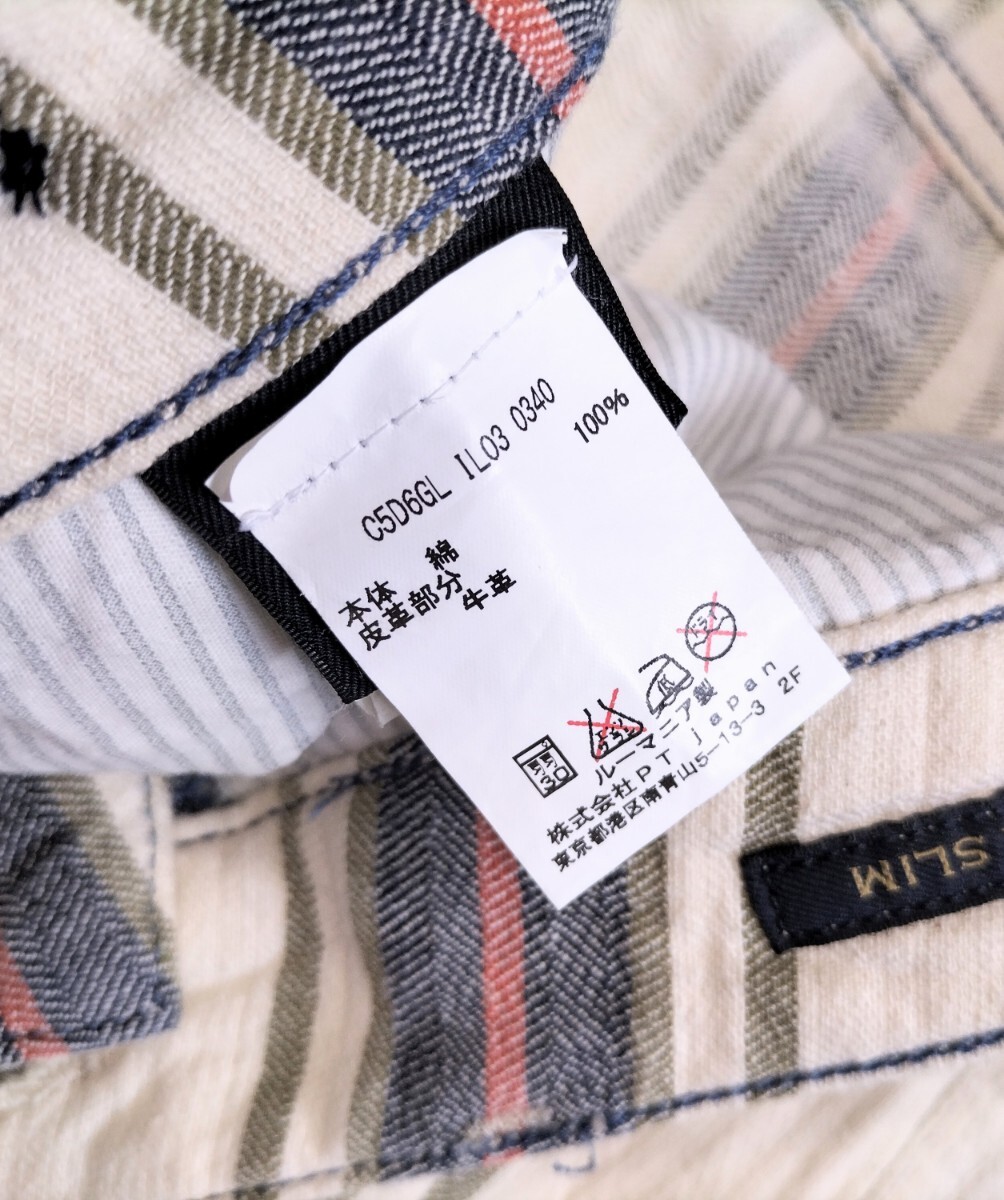 C5D6GL IL03 0340
本体 綿 100%
皮革部分 牛革
30
ルーマニア製
株式会社PT japan
東京都港区南青山5-13-3 2F
SLIM